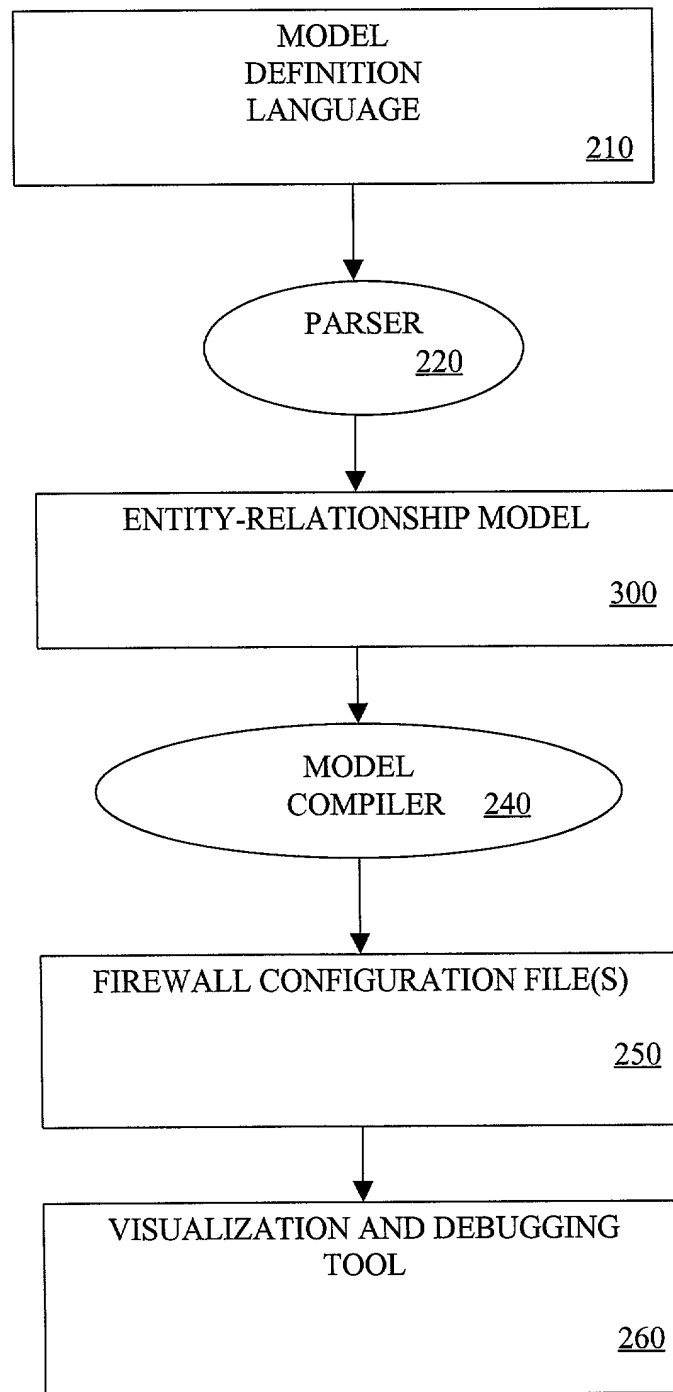 MODEL
DEFINITION
LANGUAGE
210
PARSER
220
ENTITY-RELATIONSHIP MODEL
300
MODEL
COMPILER 240
FIREWALL CONFIGURATION FILE(S)
250
VISUALIZATION AND DEBUGGING
TOOL
260